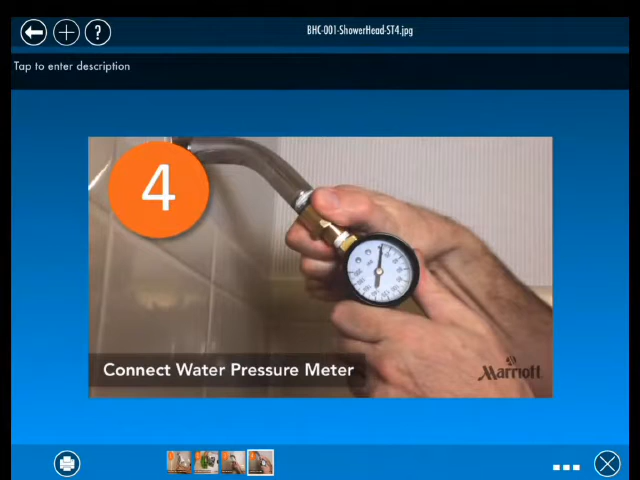 ?
BHC-001-ShowerHead-ST4.jpg
Tap to enter description
4
Connect Water Pressure Meter
Marriott